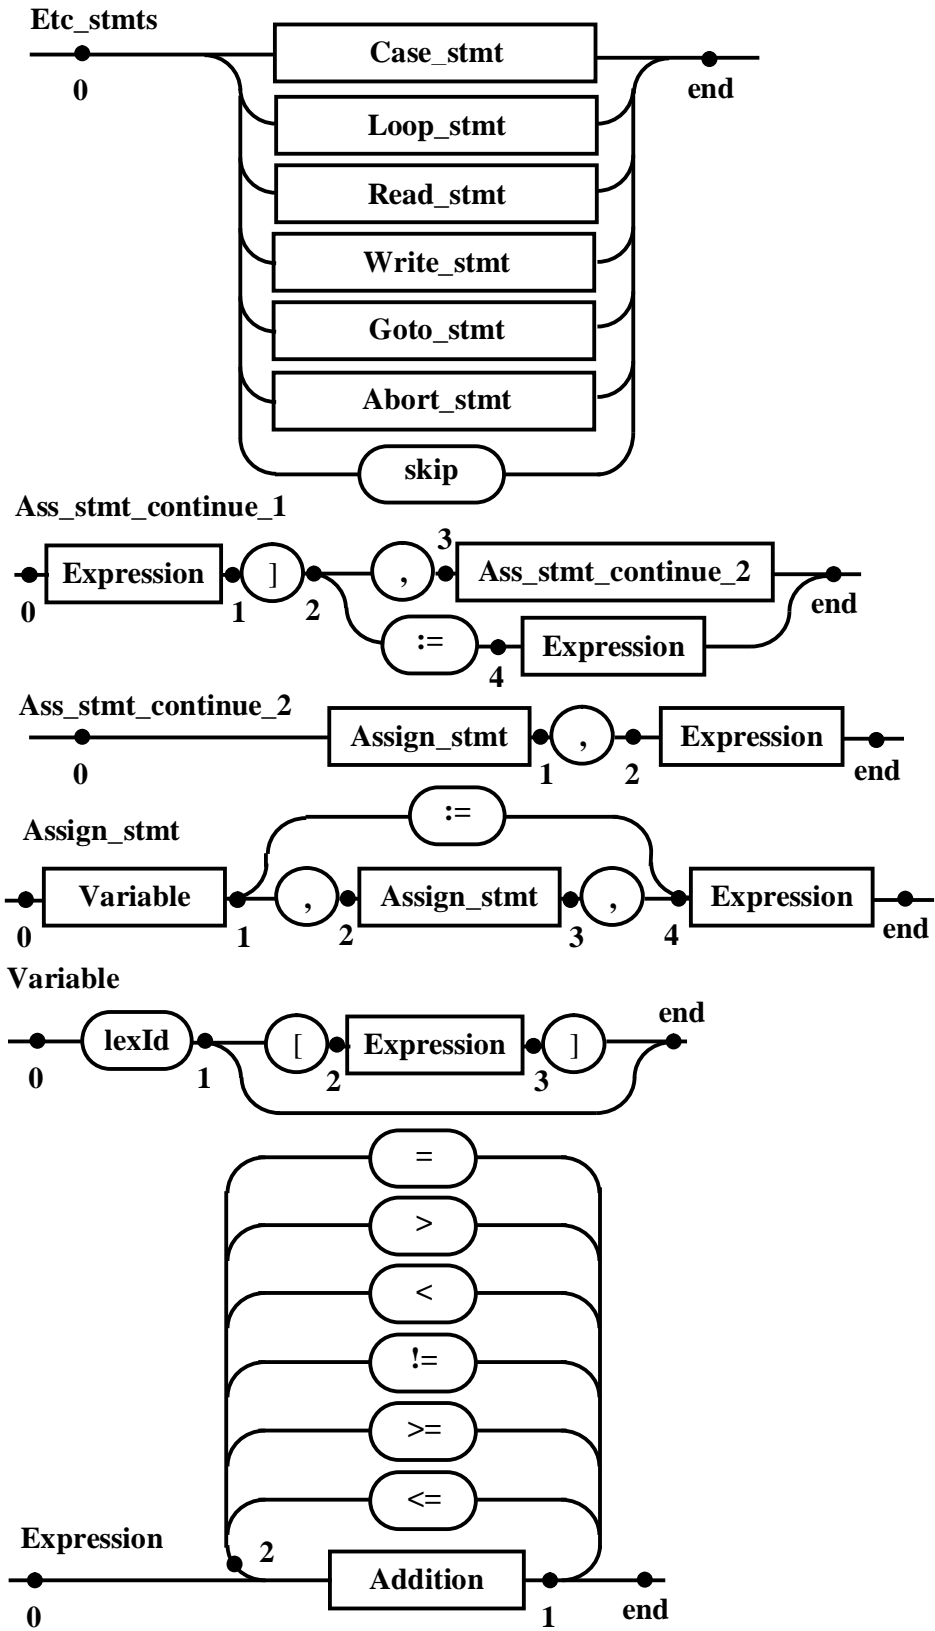 Etc_stmts
Case_stmt
0
end
Loop_stmt
Read_stmt
Write_stmt
Goto_stmt
Abort_stmt
skip
Ass_stmt_continue_1
3
Expression ] , Ass_stmt_continue_2
0 1 2 end
:= Expression
4
Ass_stmt_continue_2
Assign_stmt , Expression
0 1 2 end
:=
Assign_stmt
Variable , Assign_stmt , Expression
0 1 2 3 4 end
Variable
end
lexId [ Expression ]
0 1 2 3
=
>
<
!=
>=
<=
Expression
2
Addition
0 1 end